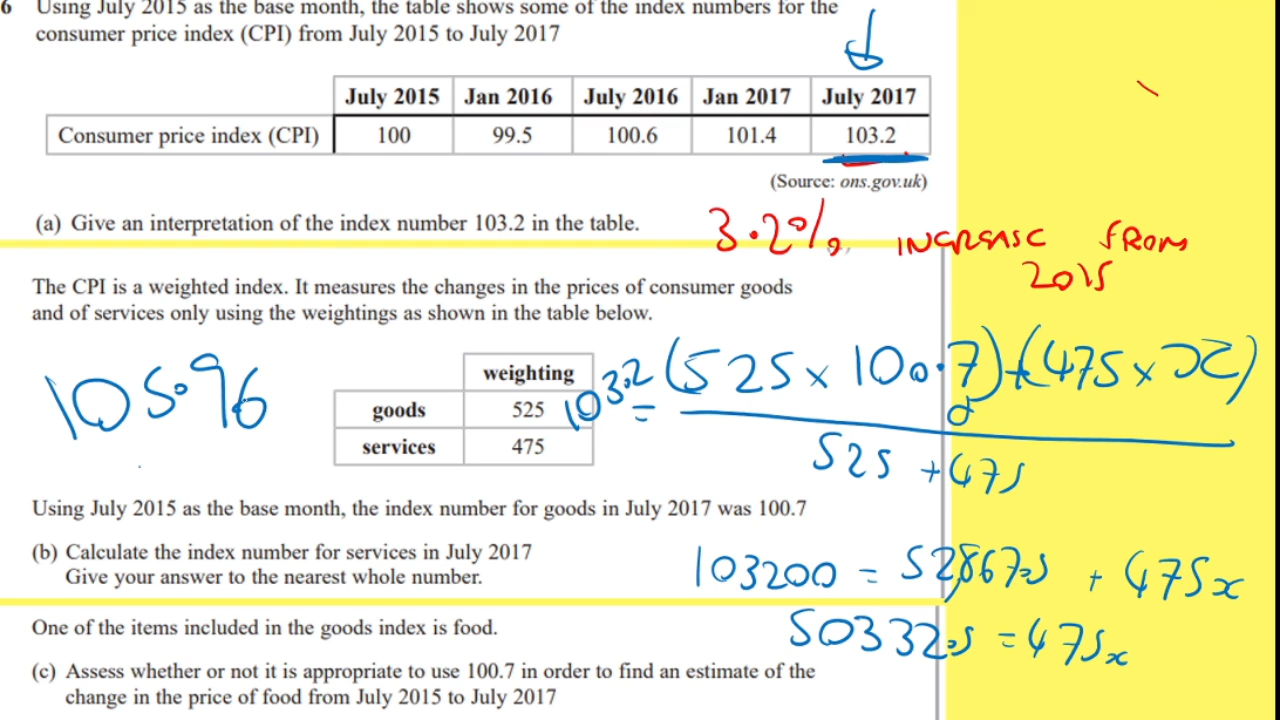 6 Using July 2015 as the base month, the table shows some of the index numbers for the
consumer price index (CPI) from July 2015 to July 2017
July 2015 Jan 2016 July 2016 Jan 2017 July 2017
Consumer price index (CPI) 100 99.5 100.6 101.4 103.2
(Source: ons.gov.uk)
(a) Give an interpretation of the index number 103.2 in the table.
3.2% INCREASE FROM
2015
The CPI is a weighted index. It measures the changes in the prices of consumer goods
and of services only using the weightings as shown in the table below.
weighting
goods 525
services 475
105.96
103.2 = (525 × 100.7) + (475 × x)
525 + 475
103200 = 52,867.5 + 475x
50332.5 = 475x
Using July 2015 as the base month, the index number for goods in July 2017 was 100.7
(b) Calculate the index number for services in July 2017
Give your answer to the nearest whole number.
One of the items included in the goods index is food.
(c) Assess whether or not it is appropriate to use 100.7 in order to find an estimate of the
change in the price of food from July 2015 to July 2017